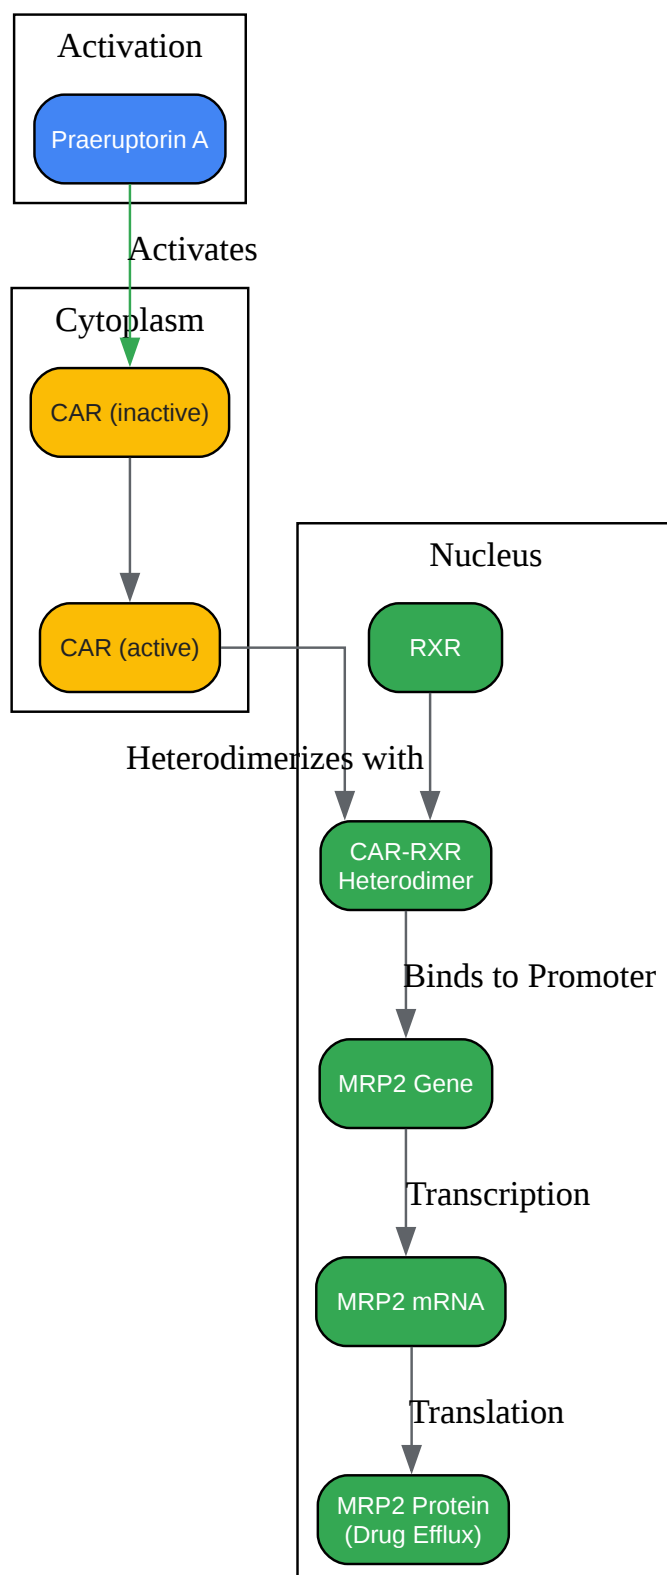 Activation
Praeruptorin A
Activates
Cytoplasm
CAR (inactive)
CAR (active)
Nucleus
RXR
Heterodimerizes with
CAR-RXR
Heterodimer
Binds to Promoter
MRP2 Gene
Transcription
MRP2 mRNA
Translation
MRP2 Protein
(Drug Efflux)